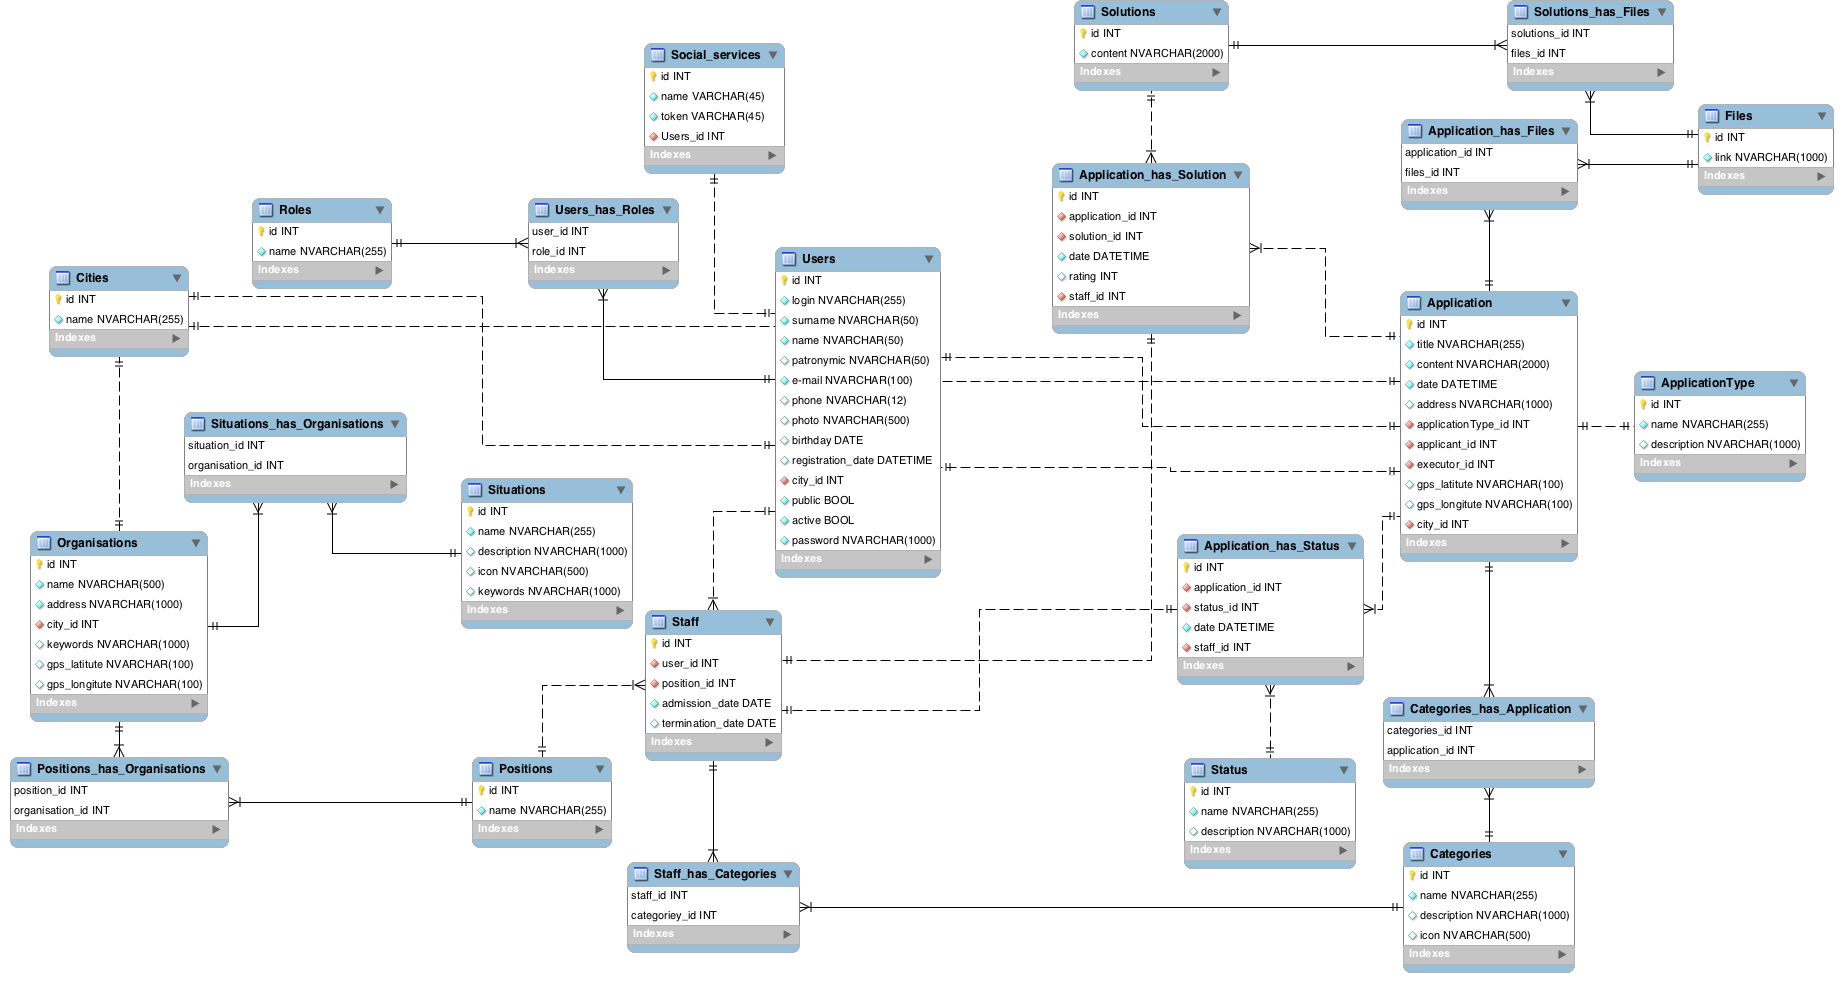 Solutions
id INT
content NVARCHAR(2000)
Indexes
Solutions_has_Files
solutions_id INT
files_id INT
Indexes
Social_services
id INT
name VARCHAR(45)
token VARCHAR(45)
Users_id INT
Indexes
Files
id INT
link NVARCHAR(1000)
Indexes
Application_has_Files
application_id INT
files_id INT
Indexes
Application_has_Solution
id INT
application_id INT
solution_id INT
date DATETIME
rating INT
staff_id INT
Indexes
Roles
id INT
name NVARCHAR(255)
Indexes
Users_has_Roles
user_id INT
role_id INT
Indexes
Users
id INT
login NVARCHAR(255)
surname NVARCHAR(50)
name NVARCHAR(50)
patronymic NVARCHAR(50)
e-mail NVARCHAR(100)
phone NVARCHAR(12)
photo NVARCHAR(500)
birthday DATE
registration_date DATETIME
city_id INT
public BOOL
active BOOL
password NVARCHAR(1000)
Indexes
Cities
id INT
name NVARCHAR(255)
Indexes
Application
id INT
title NVARCHAR(255)
content NVARCHAR(2000)
date DATETIME
address NVARCHAR(1000)
applicationType_id INT
applicant_id INT
executor_id INT
gps_latitute NVARCHAR(100)
gps_longitute NVARCHAR(100)
city_id INT
Indexes
ApplicationType
id INT
name NVARCHAR(255)
description NVARCHAR(1000)
Indexes
Situations_has_Organisations
situation_id INT
organisation_id INT
Indexes
Situations
id INT
name NVARCHAR(255)
description NVARCHAR(1000)
icon NVARCHAR(500)
keywords NVARCHAR(1000)
Indexes
Organisations
id INT
name NVARCHAR(500)
address NVARCHAR(1000)
city_id INT
keywords NVARCHAR(1000)
gps_latitute NVARCHAR(100)
gps_longitute NVARCHAR(100)
Indexes
Application_has_Status
id INT
application_id INT
status_id INT
date DATETIME
staff_id INT
Indexes
Staff
id INT
user_id INT
position_id INT
admission_date DATE
termination_date DATE
Indexes
Categories_has_Application
categories_id INT
application_id INT
Indexes
Positions_has_Organisations
position_id INT
organisation_id INT
Indexes
Positions
id INT
name NVARCHAR(255)
Indexes
Status
id INT
name NVARCHAR(255)
description NVARCHAR(1000)
Indexes
Staff_has_Categories
staff_id INT
categoriey_id INT
Indexes
Categories
id INT
name NVARCHAR(255)
description NVARCHAR(1000)
icon NVARCHAR(500)
Indexes